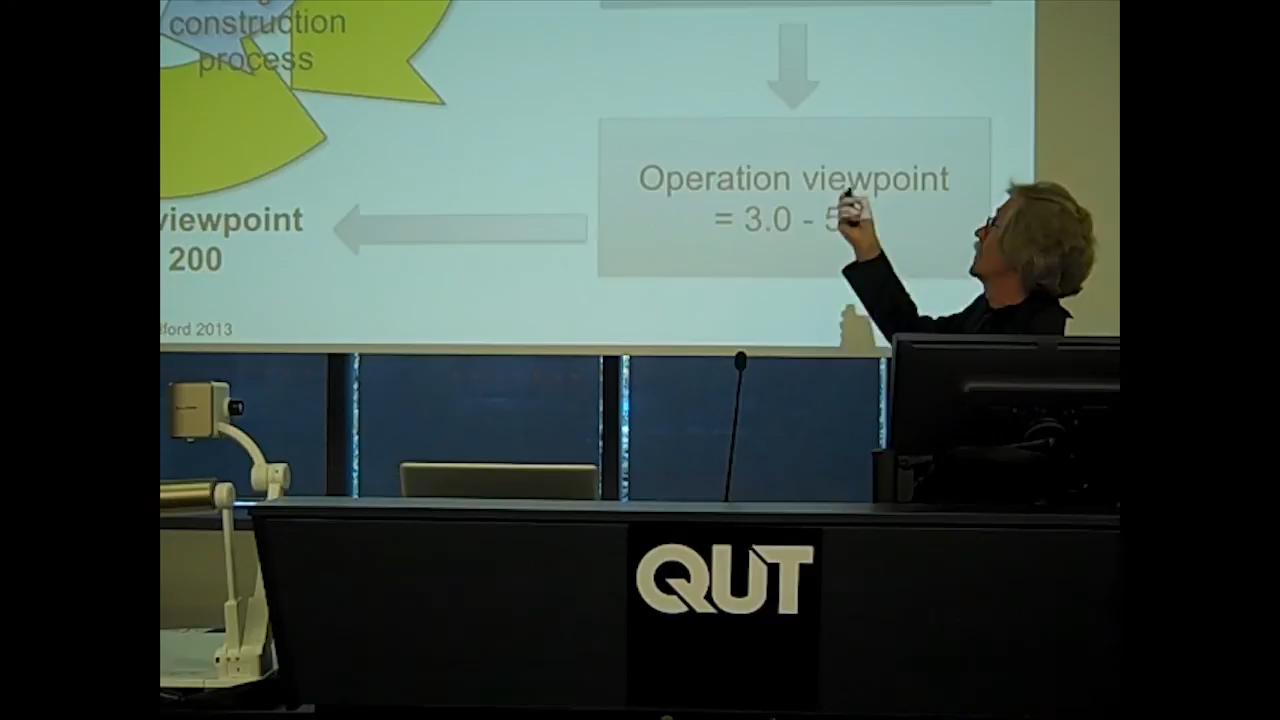 construction
process
Operation viewpoint
= 3.0 - 5
viewpoint
200
ford 2013
QUT